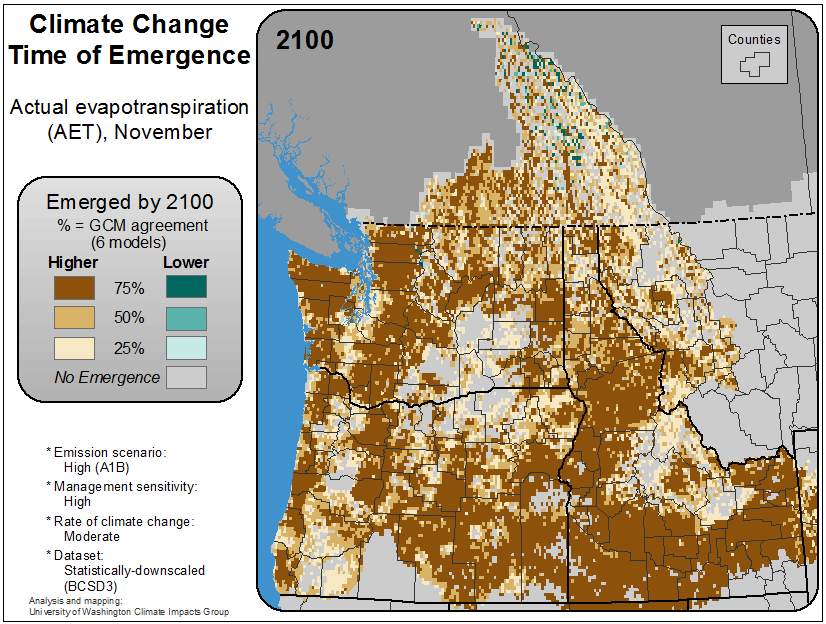 Climate Change
Time of Emergence
Actual evapotranspiration
(AET), November
Emerged by 2100
% = GCM agreement
(6 models)
Higher Lower
75%
50%
25%
No Emergence
* Emission scenario:
High (A1B)
* Management sensitivity:
High
* Rate of climate change:
Moderate
* Dataset:
Statistically-downscaled
(BCSD3)
Analysis and mapping:
University of Washington Climate Impacts Group
2100
Counties